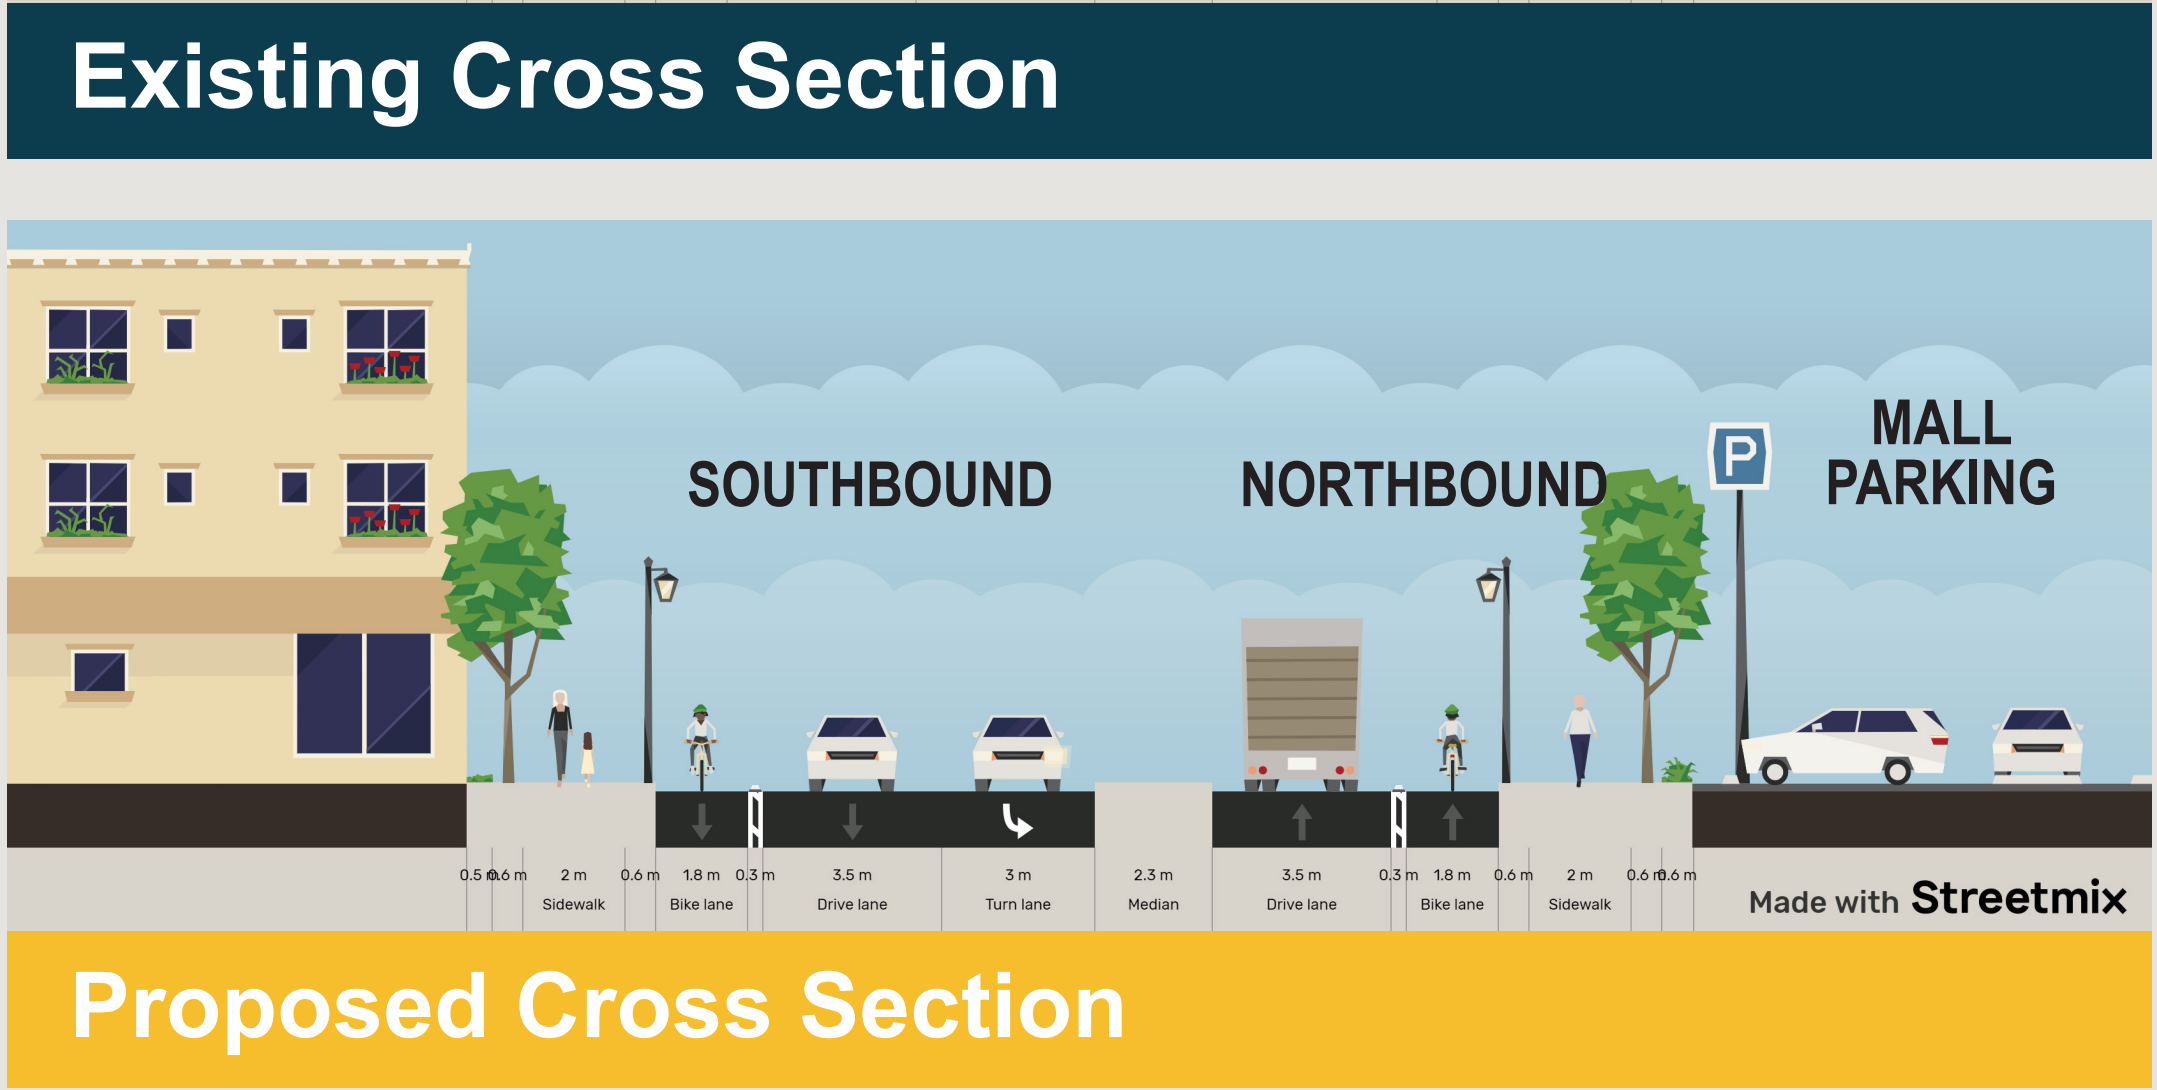 Existing Cross Section
SOUTHBOUND
NORTHBOUND
MALL
PARKING
P
0.5 m 0.6 m 2 m 0.6 m 1.8 m 0.3 m 3.5 m 3 m 2.3 m 3.5 m 0.3 m 1.8 m 0.6 m 2 m 0.6 m 0.6 m
Sidewalk Bike lane Drive lane Turn lane Median Drive lane Bike lane Sidewalk
Made with Streetmix
Proposed Cross Section